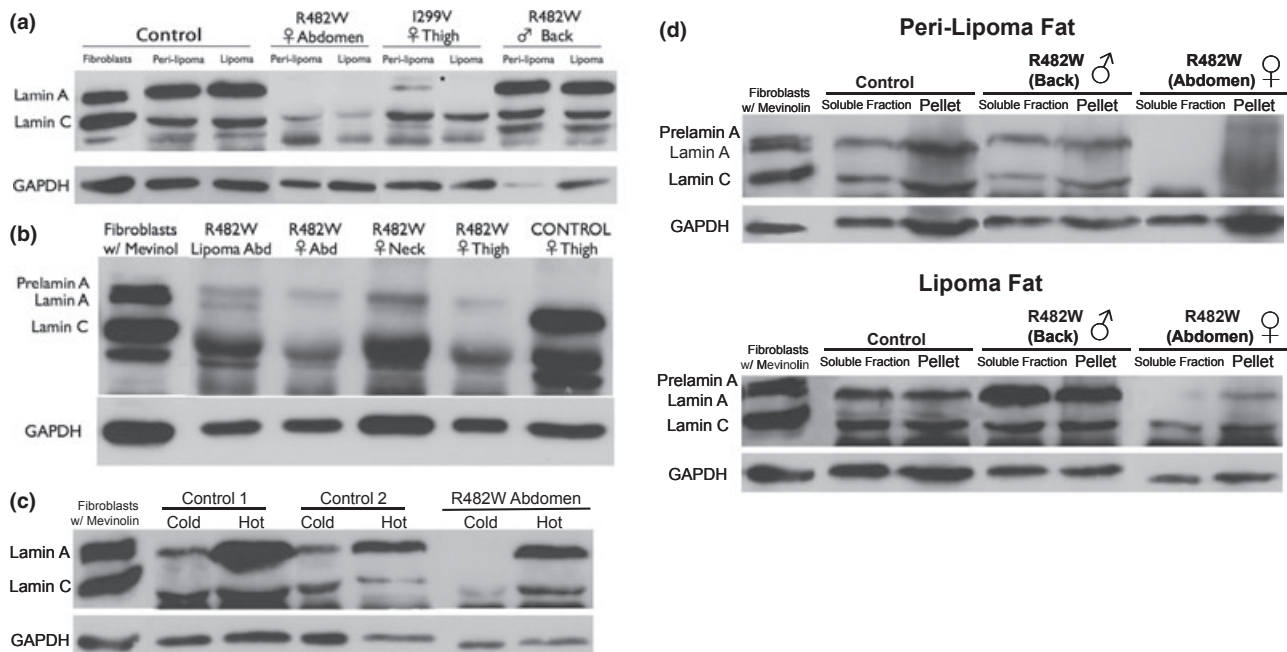 (a)
Control
R482W
♀ Abdomen
I299V
♀ Thigh
R482W
♂ Back
Fibroblasts Peri-lipoma Lipoma Peri-lipoma Lipoma Peri-lipoma Lipoma Peri-lipoma Lipoma
Lamin A
Lamin C
GAPDH
(b)
Fibroblasts
w/ Mevinol
R482W
Lipoma Abd
R482W
♀ Abd
R482W
♀ Neck
R482W
♀ Thigh
CONTROL
♀ Thigh
Prelamin A
Lamin A
Lamin C
GAPDH
(c)
Fibroblasts
w/ Mevinolin
Control 1 Control 2 R482W Abdomen
Cold Hot Cold Hot Cold Hot
Lamin A
Lamin C
GAPDH
(d)
Peri-Lipoma Fat
Fibroblasts
w/ Mevinolin
Control
R482W
(Back) ♂
R482W
(Abdomen) ♀
Soluble Fraction Pellet Soluble Fraction Pellet Soluble Fraction Pellet
Prelamin A
Lamin A
Lamin C
GAPDH
Lipoma Fat
Fibroblasts
w/ Mevinolin
Control
R482W
(Back) ♂
R482W
(Abdomen) ♀
Soluble Fraction Pellet Soluble Fraction Pellet Soluble Fraction Pellet
Prelamin A
Lamin A
Lamin C
GAPDH